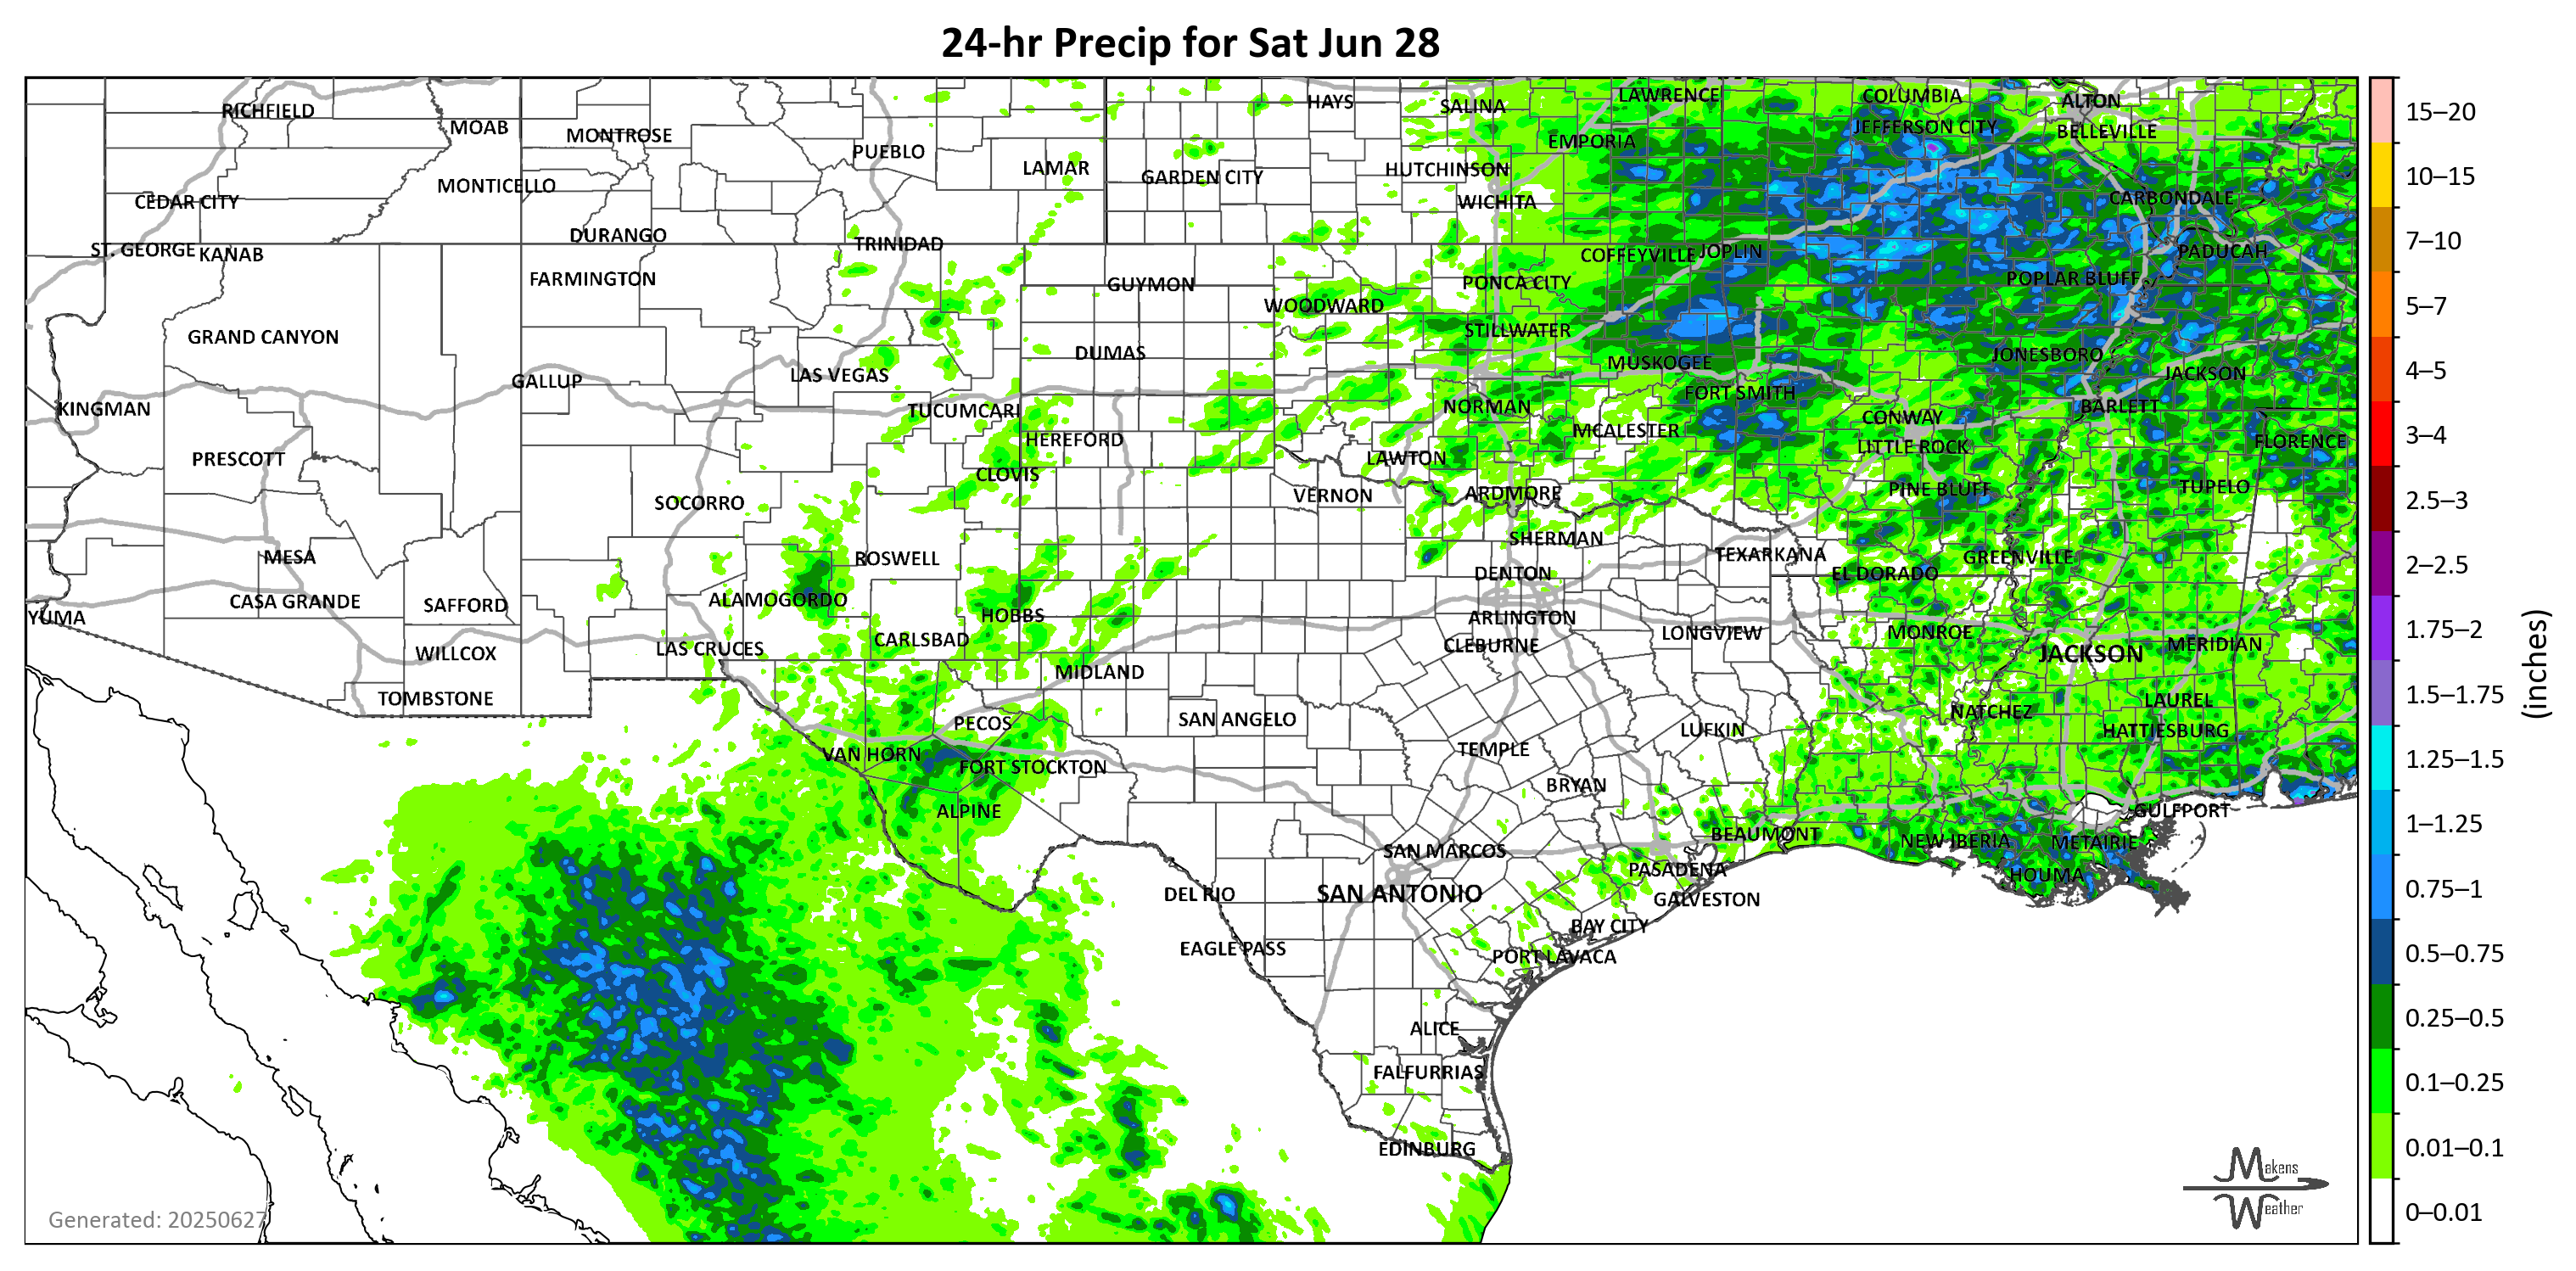 24-hr Precip for Sat Jun 28
RICHFIELD
MOAB
MONTROSE
PUEBLO
LAMAR
HAYS
SALINA
LAWRENCE
COLUMBIA
ALTON
EMPORIA
JEFFERSON CITY
BELLEVILLE
CEDAR CITY
MONTICELLO
GARDEN CITY
HUTCHINSON
WICHITA
CARBONDALE
ST. GEORGE
KANAB
DURANGO
TRINIDAD
COFFEYVILLE
JOPLIN
PADUCAH
FARMINGTON
GUYMON
WOODWARD
PONCA CITY
POPLAR BLUFF
GRAND CANYON
DUMAS
STILLWATER
MUSKOGEE
JONESBORO
GALLUP
LAS VEGAS
FORT SMITH
JACKSON
KINGMAN
TUCUMCARI
NORMAN
CONWAY
BARLETT
HEREFORD
MCALESTER
LITTLE ROCK
FLORENCE
PRESCOTT
CLOVIS
LAWTON
SOCORRO
VERNON
ARDMORE
PINE BLUFF
TUPELO
MESA
ROSWELL
SHERMAN
TEXARKANA
GREENVILLE
DENTON
EL DORADO
YUMA
CASA GRANDE
SAFFORD
ALAMOGORDO
HOBBS
ARLINGTON
WILLCOX
LAS CRUCES
CARLSBAD
CLEBURNE
LONGVIEW
MONROE
JACKSON
MERIDIAN
TOMBSTONE
MIDLAND
LAUREL
PECOS
SAN ANGELO
LUFKIN
NATCHEZ
HATTIESBURG
VAN HORN
FORT STOCKTON
TEMPLE
ALPINE
BRYAN
GULFPORT
SAN MARCOS
BEAUMONT
NEW IBERIA
METAIRIE
PASADENA
HOUMA
DEL RIO
SAN ANTONIO
GALVESTON
BAY CITY
EAGLE PASS
PORT LAVACA
ALICE
FALFURRIAS
EDINBURG
Generated: 20250627
Makens
Weather
15–20
10–15
7–10
5–7
4–5
3–4
2.5–3
2–2.5
1.75–2
1.5–1.75
1.25–1.5
1–1.25
0.75–1
0.5–0.75
0.25–0.5
0.1–0.25
0.01–0.1
0–0.01
(inches)